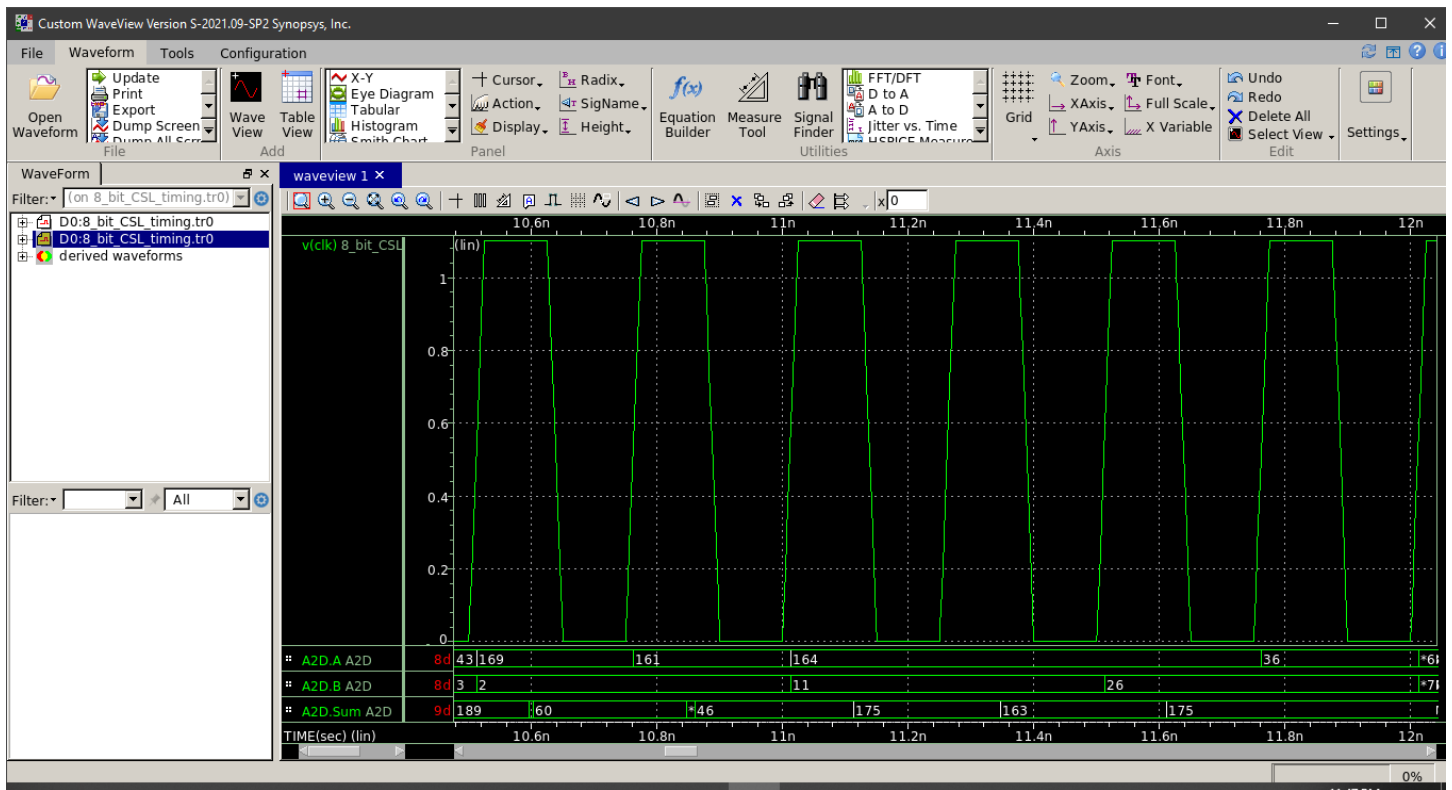 Custom WaveView Version S-2021.09-SP2 Synopsys, Inc.
File Waveform Tools Configuration
Open Waveform
Update
Print
Export
Dump Screen
File
Wave View
Table View
Add
X-Y
Eye Diagram
Tabular
Histogram
Smith Chart
Cursor
Action
Display
Radix
SigName
Height
Panel
f(x)
Equation Builder
Measure Tool
Signal Finder
FFT/DFT
D to A
A to D
Jitter vs. Time
HSPICE Measure
Utilities
Grid
Zoom
XAxis
YAxis
Font
Full Scale
X Variable
Axis
Undo
Redo
Delete All
Select View
Edit
Settings
WaveForm
Filter: (on 8_bit_CSL_timing.tr0)
D0:8_bit_CSL_timing.tr0
D0:8_bit_CSL_timing.tr0
derived waveforms
Filter: All
waveview 1
x 0
10.6n 10.8n 11n 11.2n 11.4n 11.6n 11.8n 12n
v(clk) 8_bit_CSL
(lin)
1
0.8
0.6
0.4
0.2
0
A2D.A A2D 8d 43 169 161 164 36
A2D.B A2D 8d 3 2 11 26
A2D.Sum A2D 9d 189 60 *46 175 163 175
TIME(sec) (lin) 10.6n 10.8n 11n 11.2n 11.4n 11.6n 11.8n 12n
0%